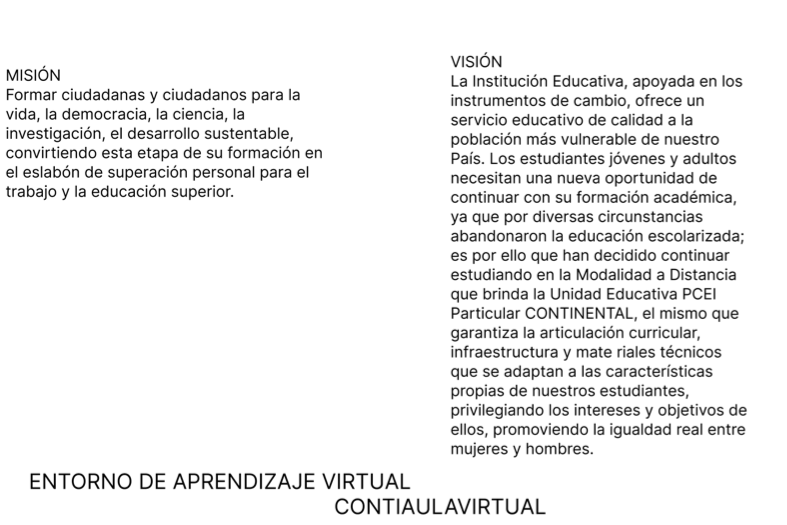 MISIÓN
Formar ciudadanas y ciudadanos para la
vida, la democracia, la ciencia, la
investigación, el desarrollo sustentable,
convirtiendo esta etapa de su formación en
el eslabón de superación personal para el
trabajo y la educación superior.
VISIÓN
La Institución Educativa, apoyada en los
instrumentos de cambio, ofrece un
servicio educativo de calidad a la
población más vulnerable de nuestro
País. Los estudiantes jóvenes y adultos
necesitan una nueva oportunidad de
continuar con su formación académica,
ya que por diversas circunstancias
abandonaron la educación escolarizada;
es por ello que han decidido continuar
estudiando en la Modalidad a Distancia
que brinda la Unidad Educativa PCEI
Particular CONTINENTAL, el mismo que
garantiza la articulación curricular,
infraestructura y mate riales técnicos
que se adaptan a las características
propias de nuestros estudiantes,
privilegiando los intereses y objetivos de
ellos, promoviendo la igualdad real entre
mujeres y hombres.
ENTORNO DE APRENDIZAJE VIRTUAL
CONTIAULAVIRTUAL